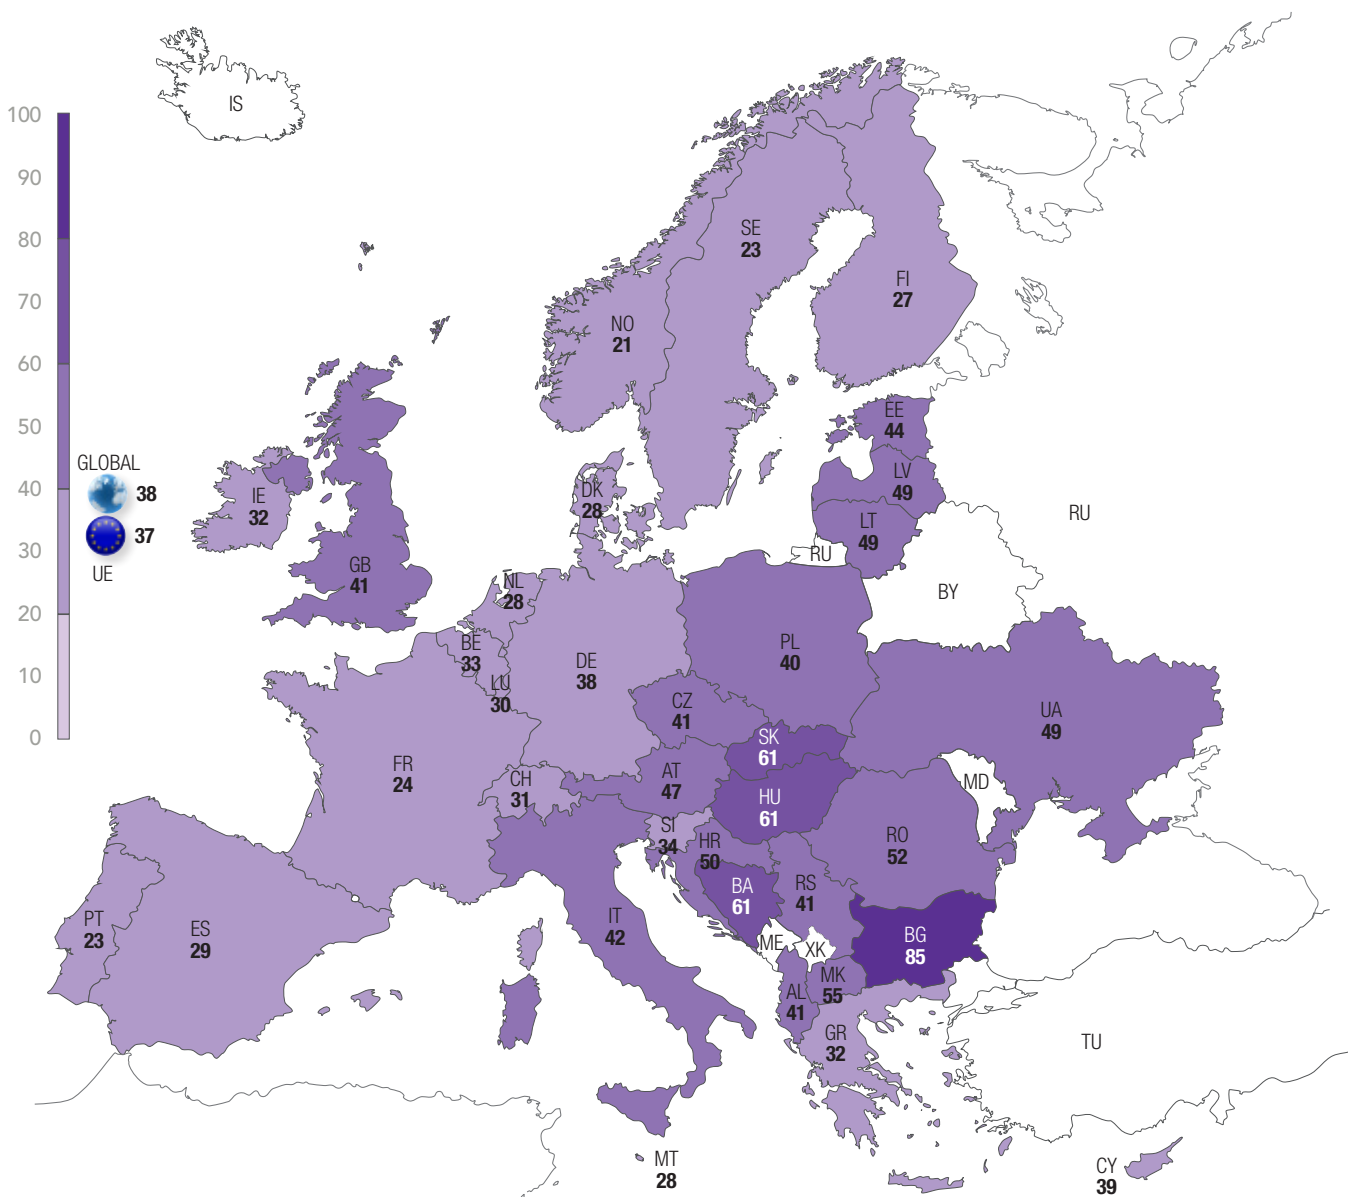 IS
100
90
80
70
60
50
40
30
20
10
0
GLOBAL
38
37
UE
SE
23
FI
27
NO
21
EE
44
LV
49
LT
49
RU
RU
BY
DK
28
IE
32
GB
41
NL
28
BE
33
LU
30
DE
38
PL
40
CZ
41
SK
61
UA
49
FR
24
CH
31
AT
47
HU
61
MD
SI
34
HR
50
RO
52
BA
61
RS
41
PT
23
ES
29
IT
42
ME
XK
BG
85
MK
55
AL
41
GR
32
TU
MT
28
CY
39